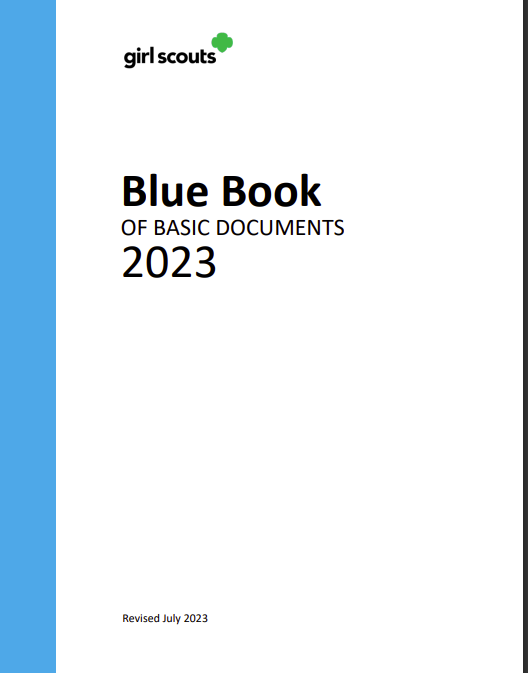 girl scouts
Blue Book
OF BASIC DOCUMENTS
2023
Revised July 2023